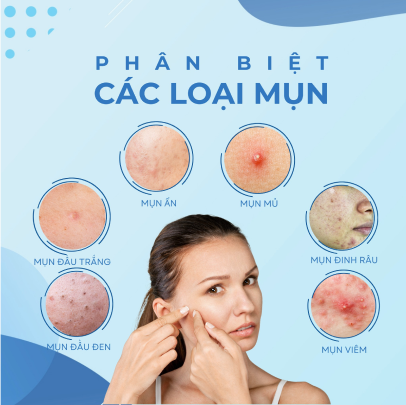 PHÂN BIỆT
CÁC LOẠI MỤN
MỤN ẨN
MỤN MỦ
MỤN ĐẦU TRẮNG
MỤN ĐINH RÂU
MỤN ĐẦU ĐEN
MỤN VIÊM